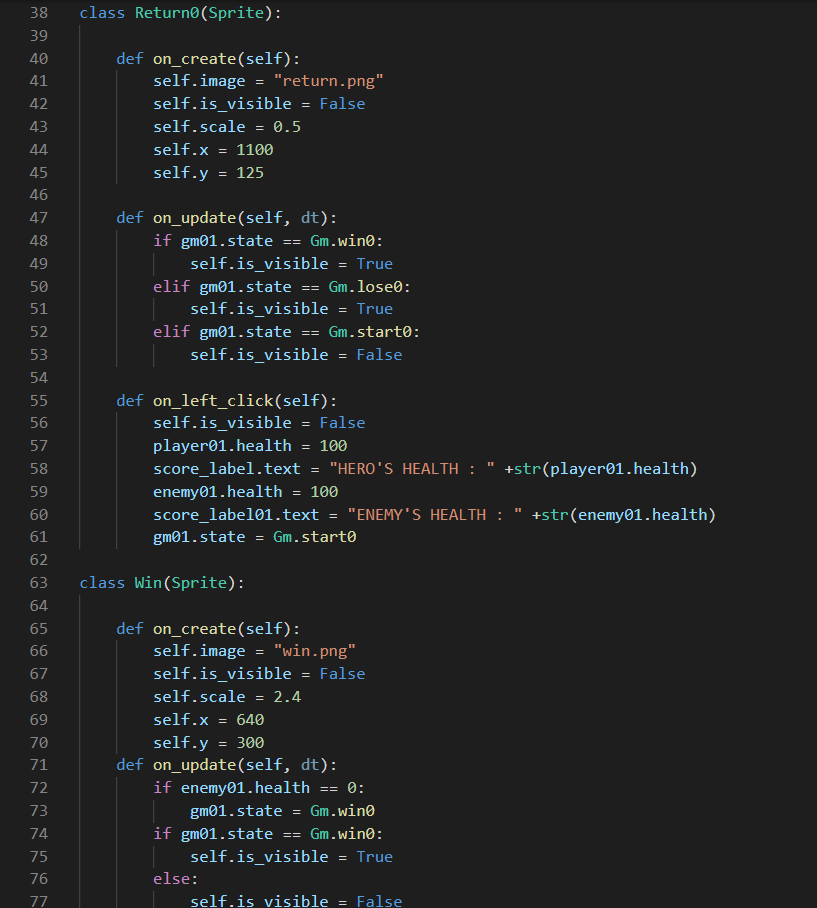 38 class Return0(Sprite):
39
40     def on_create(self):
41         self.image = "return.png"
42         self.is_visible = False
43         self.scale = 0.5
44         self.x = 1100
45         self.y = 125
46
47     def on_update(self, dt):
48         if gm01.state == Gm.win0:
49             self.is_visible = True
50         elif gm01.state == Gm.lose0:
51             self.is_visible = True
52         elif gm01.state == Gm.start0:
53             self.is_visible = False
54
55     def on_left_click(self):
56         self.is_visible = False
57         player01.health = 100
58         score_label.text = "HERO'S HEALTH : " +str(player01.health)
59         enemy01.health = 100
60         score_label01.text = "ENEMY'S HEALTH : " +str(enemy01.health)
61         gm01.state = Gm.start0
62
63 class Win(Sprite):
64
65     def on_create(self):
66         self.image = "win.png"
67         self.is_visible = False
68         self.scale = 2.4
69         self.x = 640
70         self.y = 300
71     def on_update(self, dt):
72         if enemy01.health == 0:
73             gm01.state = Gm.win0
74         if gm01.state == Gm.win0:
75             self.is_visible = True
76         else:
77             self.is_visible = False